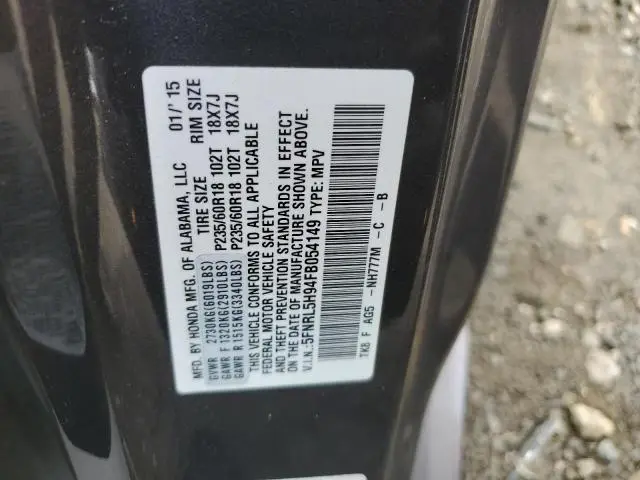 MFD. BY HONDA MFG. OF ALABAMA, LLC 01/'15
TIRE SIZE RIM SIZE
GVWR 2730KG(6019LBS)
GAWR F 1320KG(2910LBS) P235/60R18 102T 18X7J
GAWR R 1515KG(3340LBS) P235/60R18 102T 18X7J
THIS VEHICLE CONFORMS TO ALL APPLICABLE
FEDERAL MOTOR VEHICLE SAFETY
AND THEFT PREVENTION STANDARDS IN EFFECT
ON THE DATE OF MANUFACTURE SHOWN ABOVE.
V.I.N.:5FNRL5H94FB054149 TYPE: MPV
TK8 F AG5 -NH777M -C -B